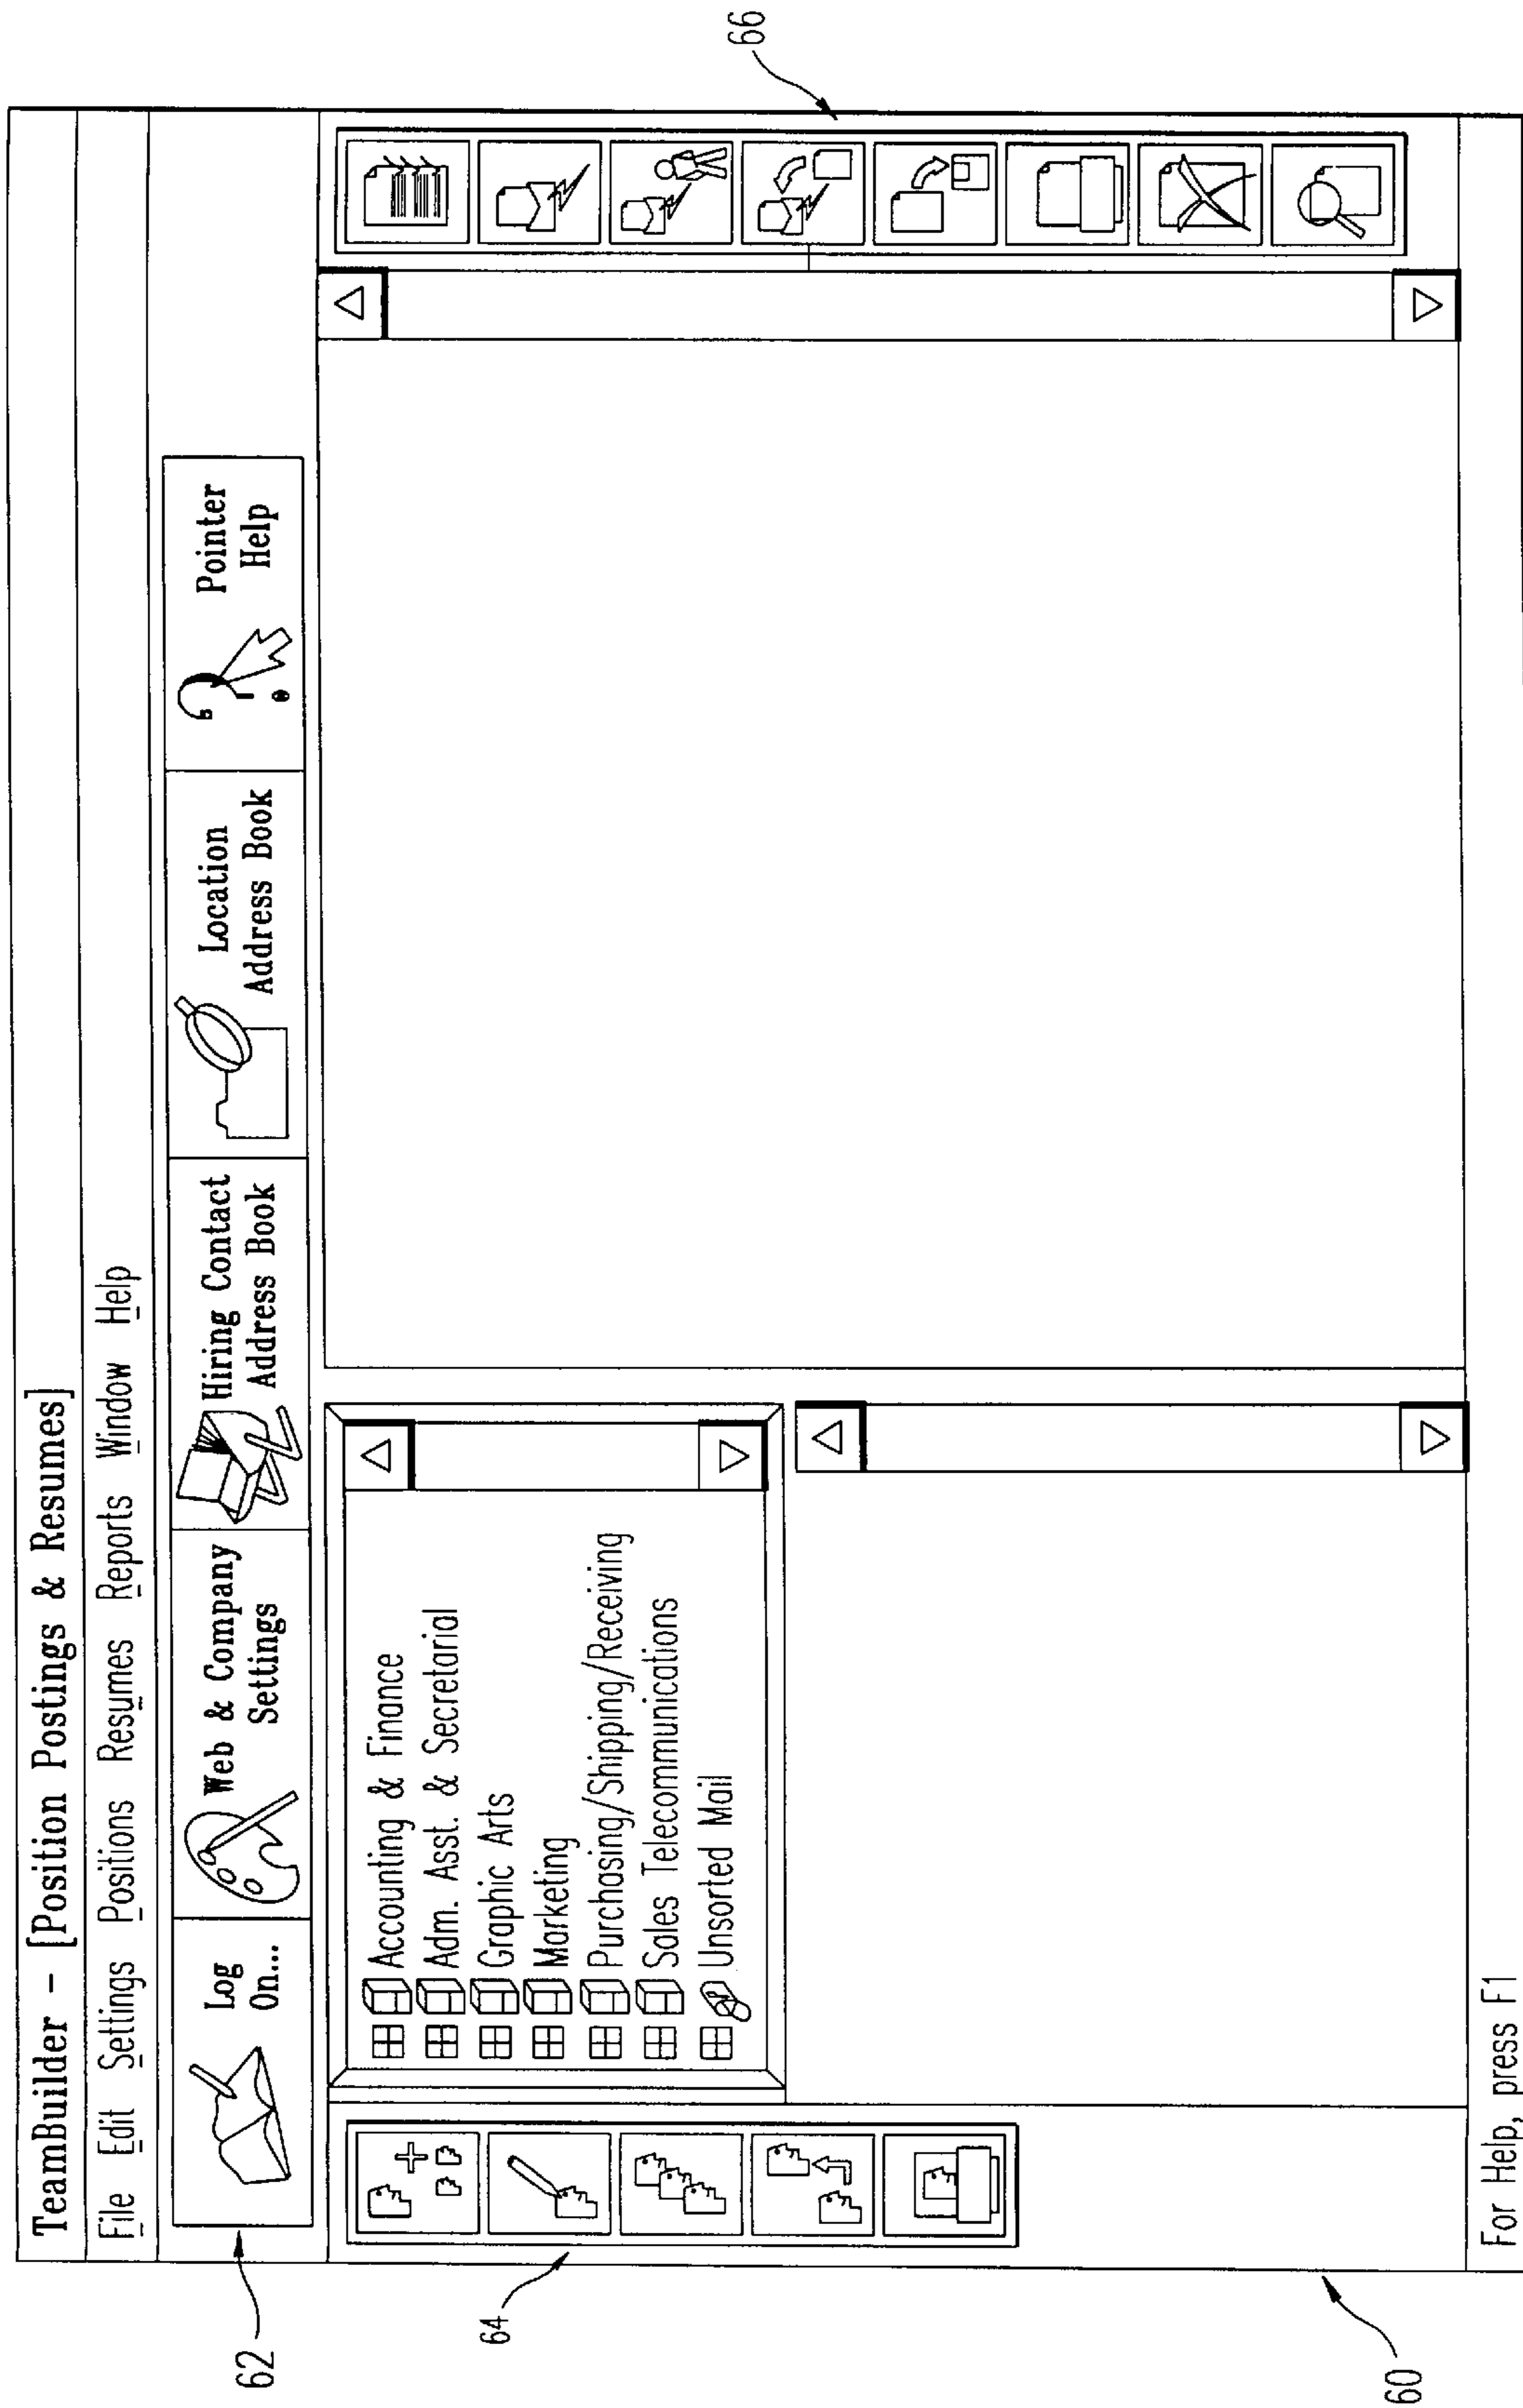 TeamBuilder - [Position Postings & Resumes]
File Edit Settings Positions Resumes Reports Window Help
62
Log
On...
Web & Company
Settings
Hiring Contact
Address Book
Location
Address Book
Pointer
Help
64
66
Accounting & Finance
Adm. Asst. & Secretarial
Graphic Arts
Marketing
Purchasing/Shipping/Receiving
Sales Telecommunications
Unsorted Mail
60
For Help, press F1